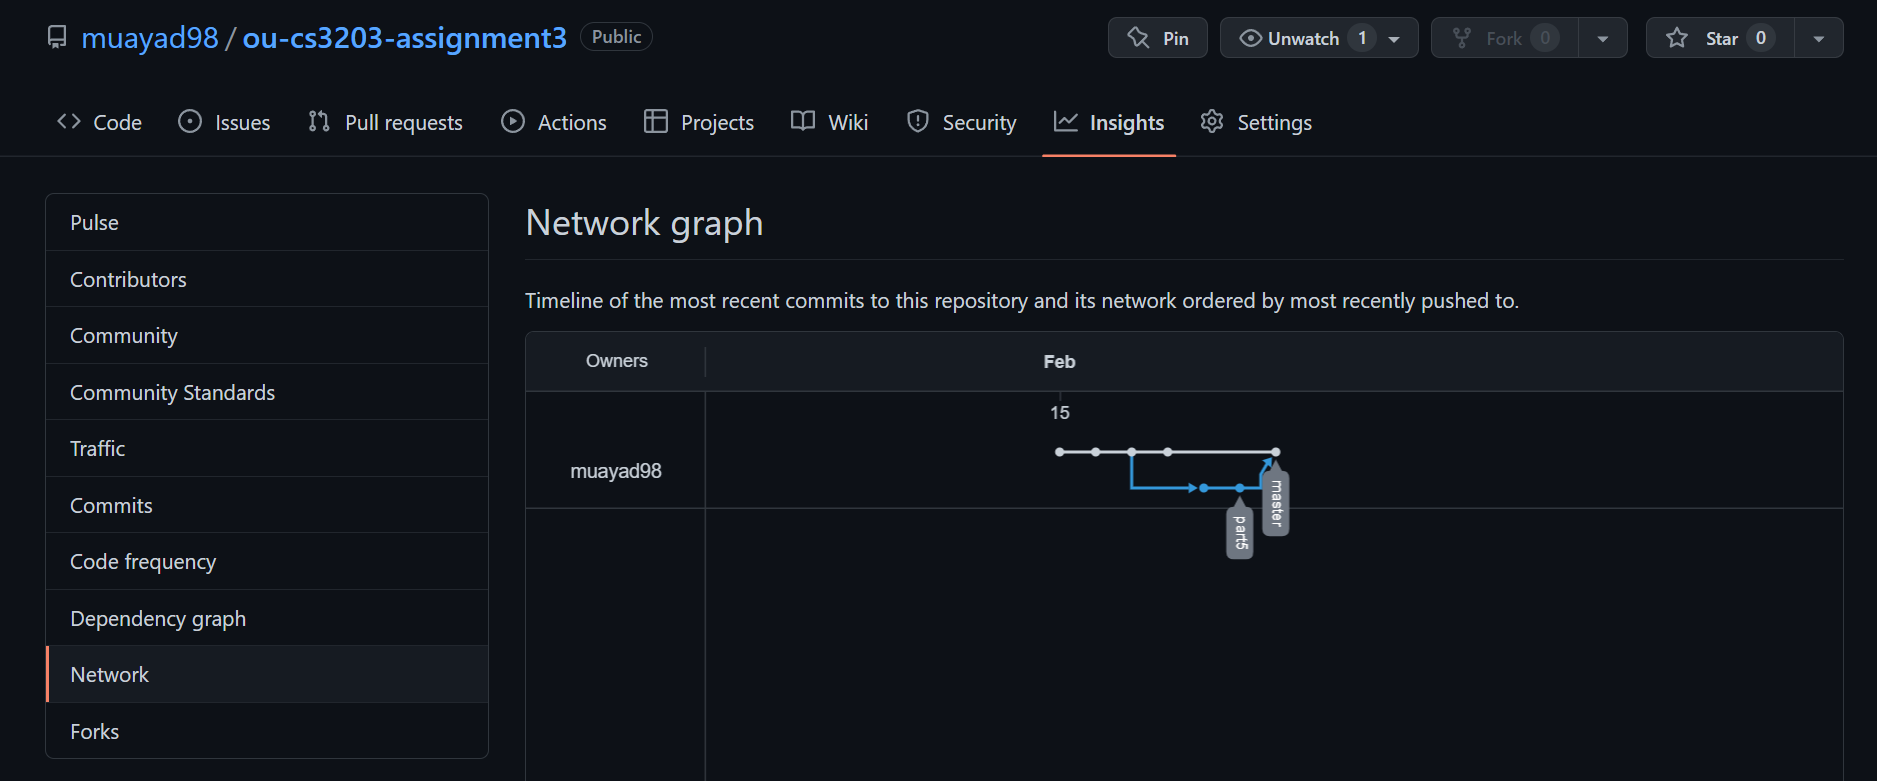 muayad98 / ou-cs3203-assignment3 Public
Pin Unwatch 1 Fork 0 Star 0
Code Issues Pull requests Actions Projects Wiki Security Insights Settings
Pulse
Contributors
Community
Community Standards
Traffic
Commits
Code frequency
Dependency graph
Network
Forks
Network graph
Timeline of the most recent commits to this repository and its network ordered by most recently pushed to.
Owners Feb
15
muayad98
master
part5